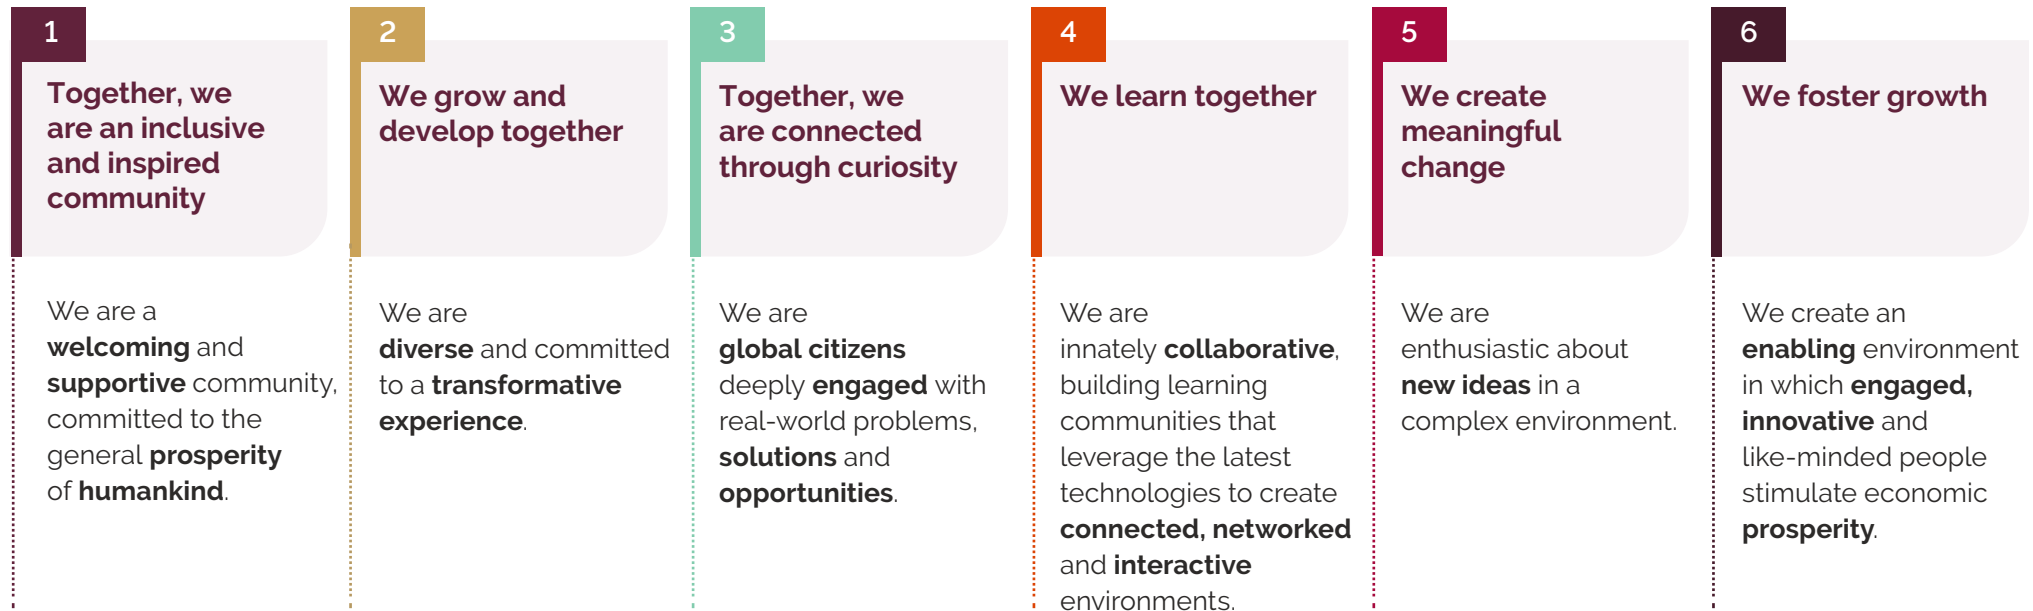 1
Together, we
are an inclusive
and inspired
community
We are a
welcoming and
supportive community,
committed to the
general prosperity
of humankind.
2
We grow and
develop together
We are
diverse and committed
to a transformative
experience.
3
Together, we
are connected
through curiosity
We are
global citizens
deeply engaged with
real-world problems,
solutions and
opportunities.
4
We learn together
We are
innately collaborative,
building learning
communities that
leverage the latest
technologies to create
connected, networked
and interactive
environments.
5
We create
meaningful
change
We are
enthusiastic about
new ideas in a
complex environment.
6
We foster growth
We create an
enabling environment
in which engaged,
innovative and
like-minded people
stimulate economic
prosperity.